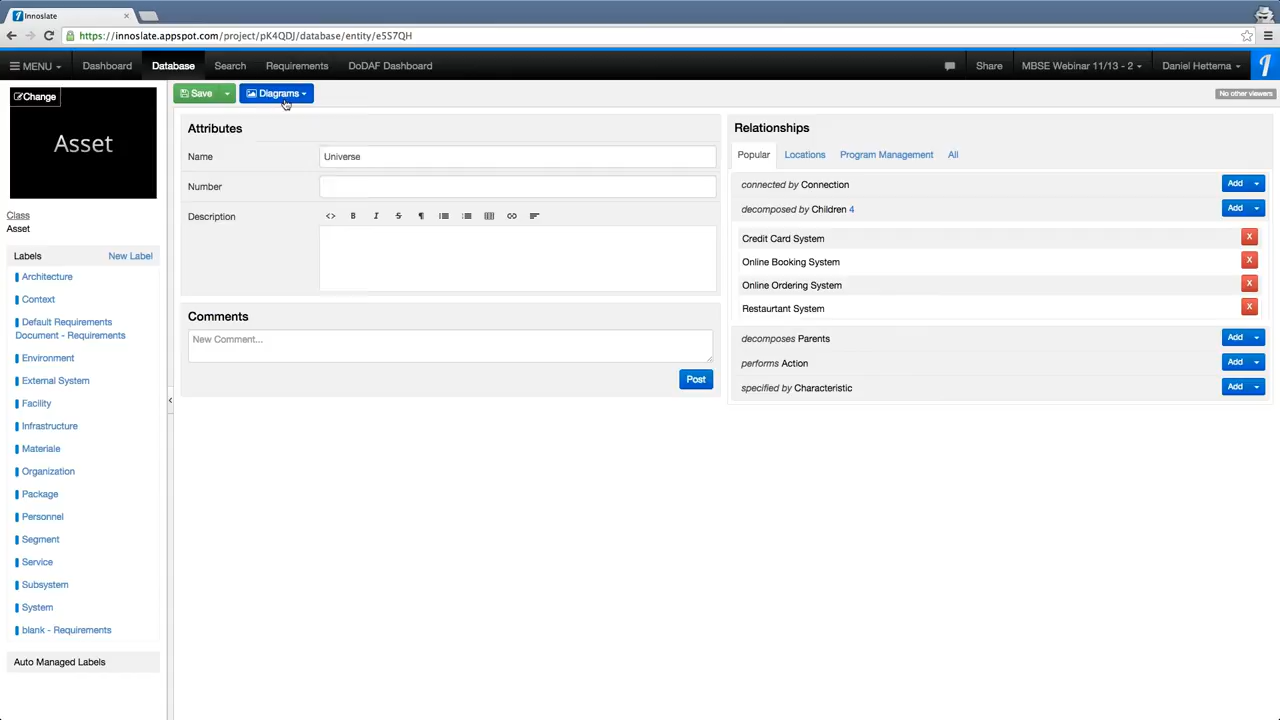 Innoslate
https://innoslate.appspot.com/project/pK4QDJ/database/entity/e5S7QH
MENU Dashboard Database Search Requirements DoDAF Dashboard Share MBSE Webinar 11/13 - 2 Daniel Hettema
Change
Asset
Class
Asset
Labels New Label
Architecture
Context
Default Requirements
Document - Requirements
Environment
External System
Facility
Infrastructure
Materiale
Organization
Package
Personnel
Segment
Service
Subsystem
System
blank - Requirements
Auto Managed Labels
Save Diagrams
No other viewers
Attributes
Name Universe
Number
Description
Comments
New Comment...
Post
Relationships
Popular Locations Program Management All
connected by Connection Add
decomposed by Children 4 Add
Credit Card System X
Online Booking System X
Online Ordering System X
Restaurtant System X
decomposes Parents Add
performs Action Add
specified by Characteristic Add